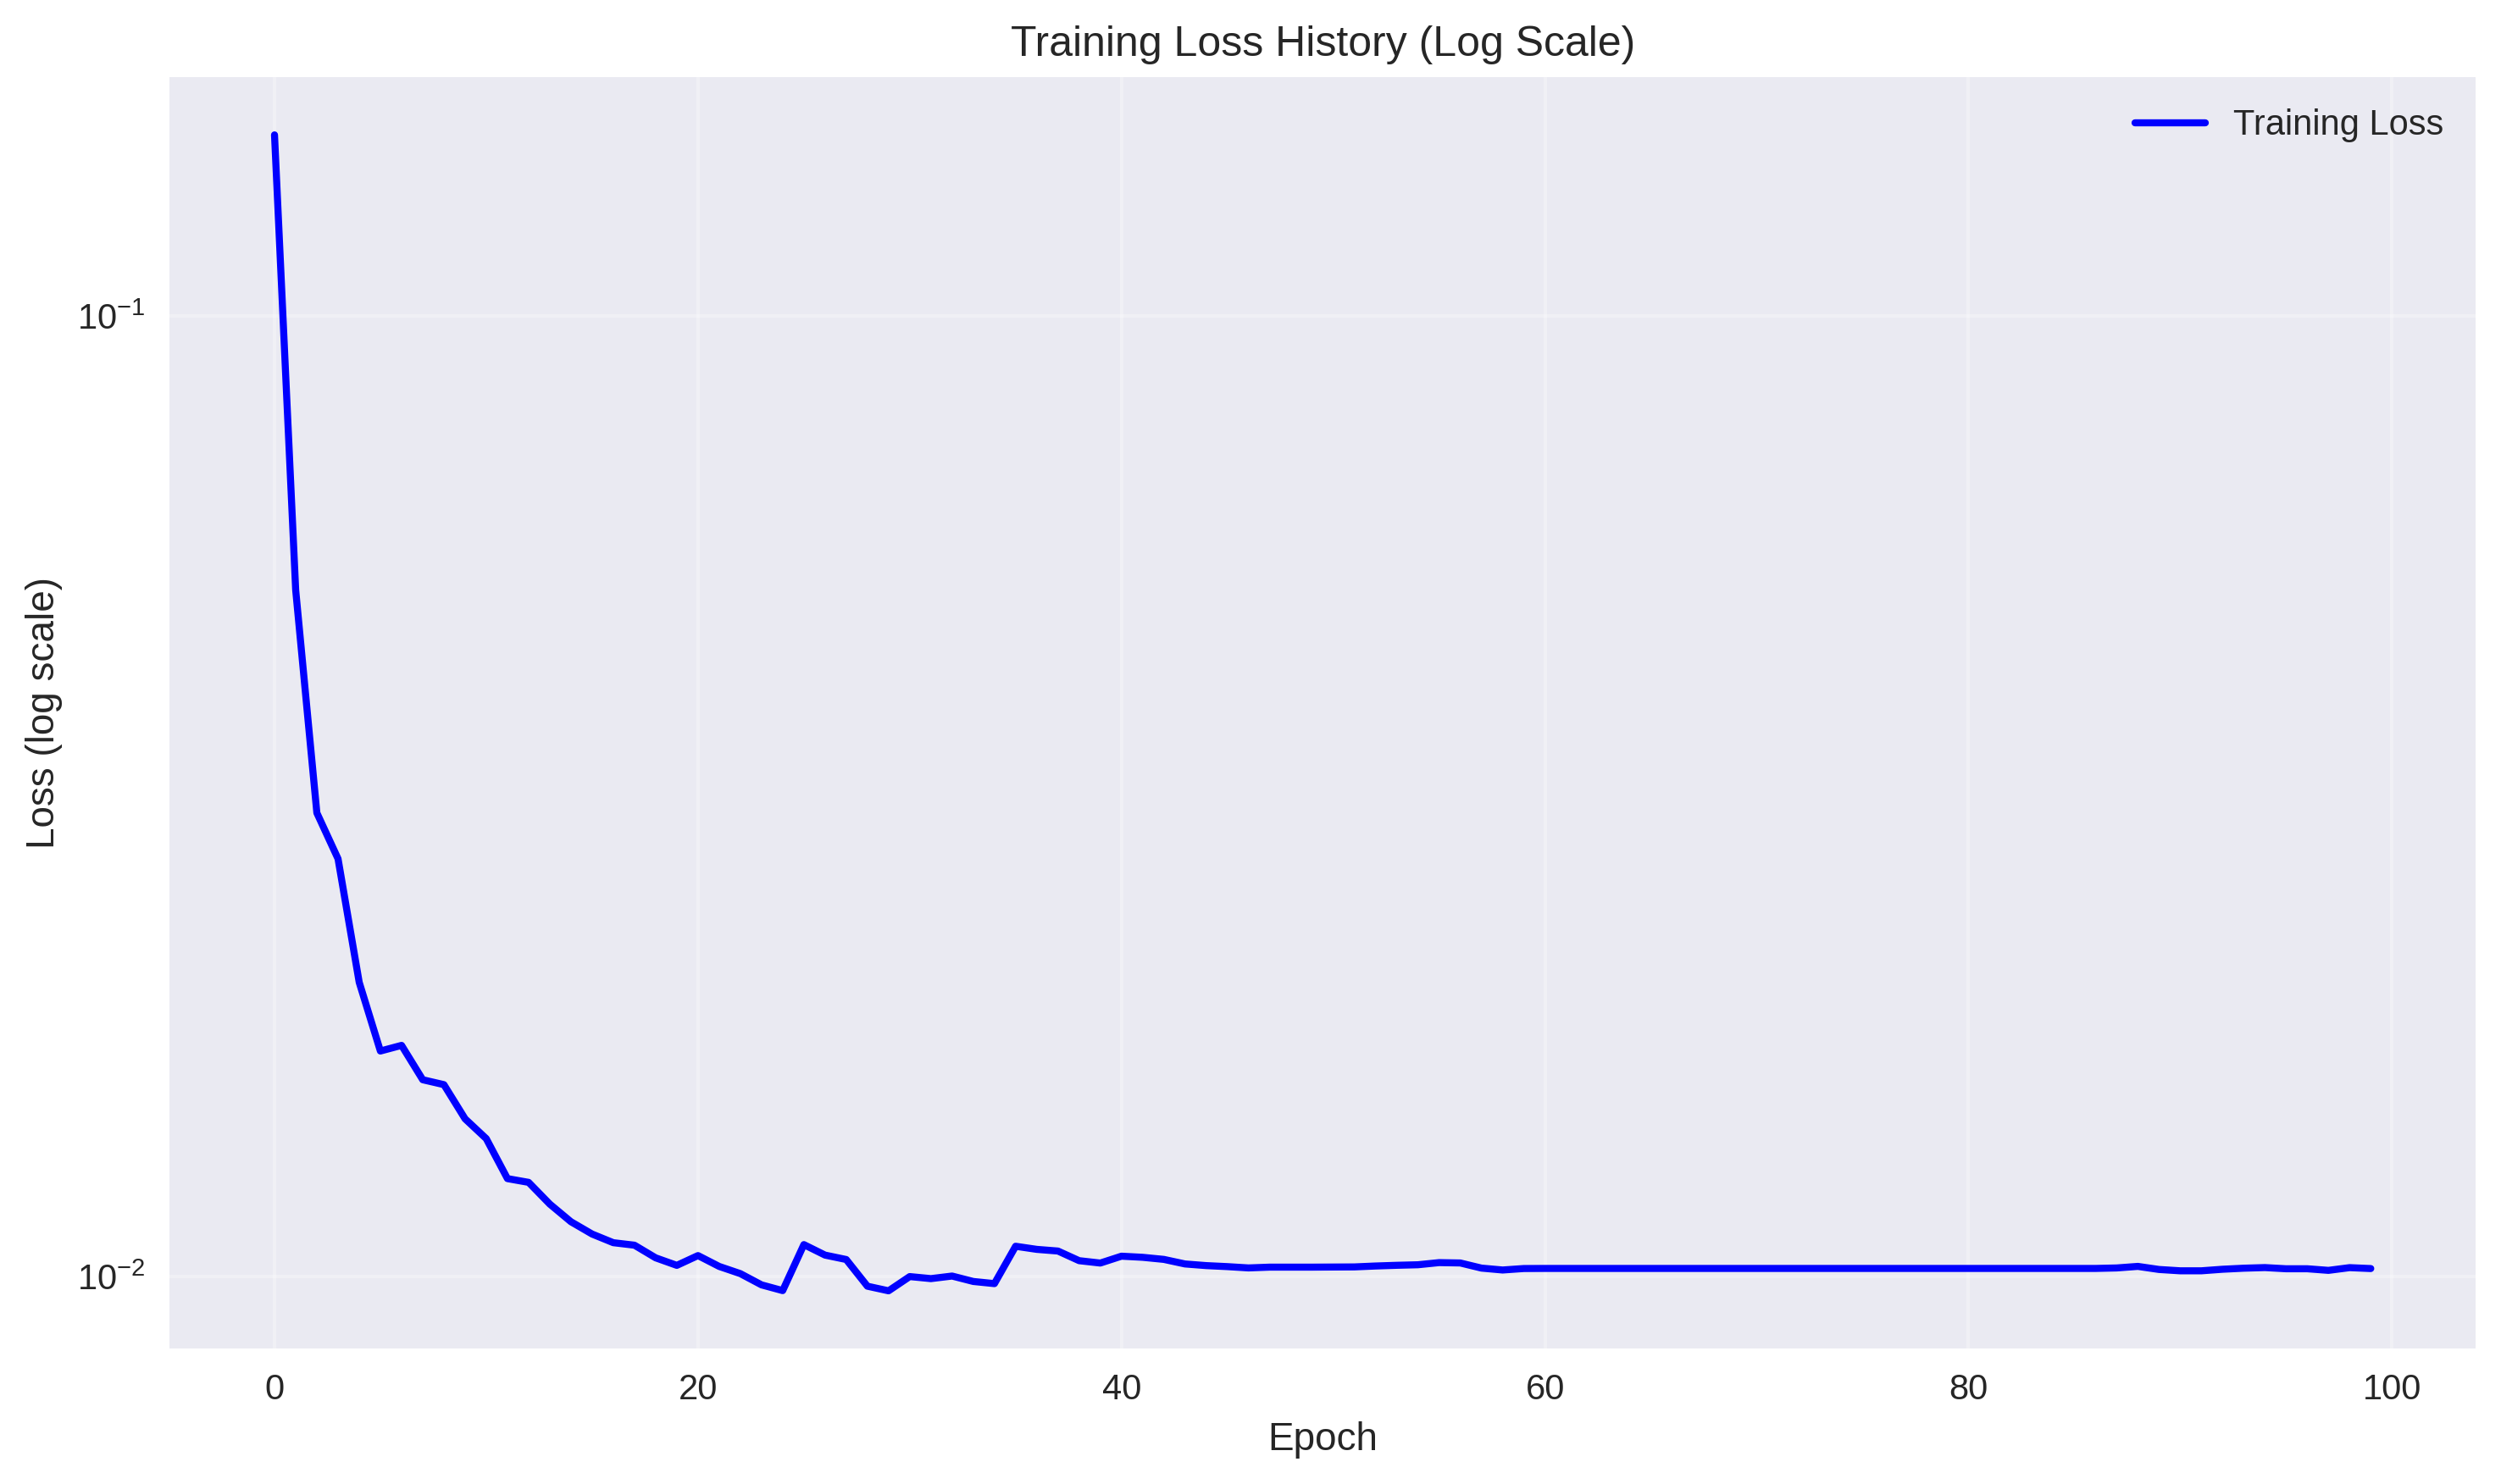 Training Loss History (Log Scale)
Training Loss
10⁻¹
Loss (log scale)
10⁻²
0 20 40 60 80 100
Epoch